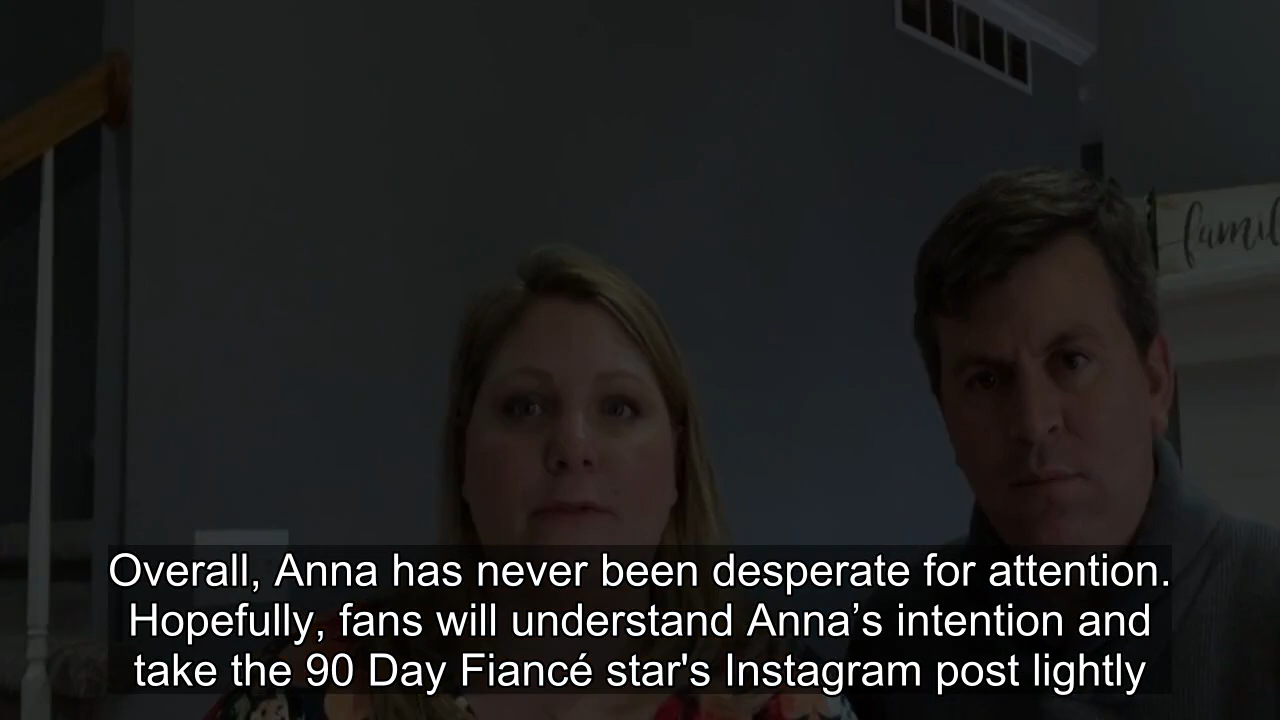 famil
Overall, Anna has never been desperate for attention.
Hopefully, fans will understand Anna’s intention and
take the 90 Day Fiancé star's Instagram post lightly